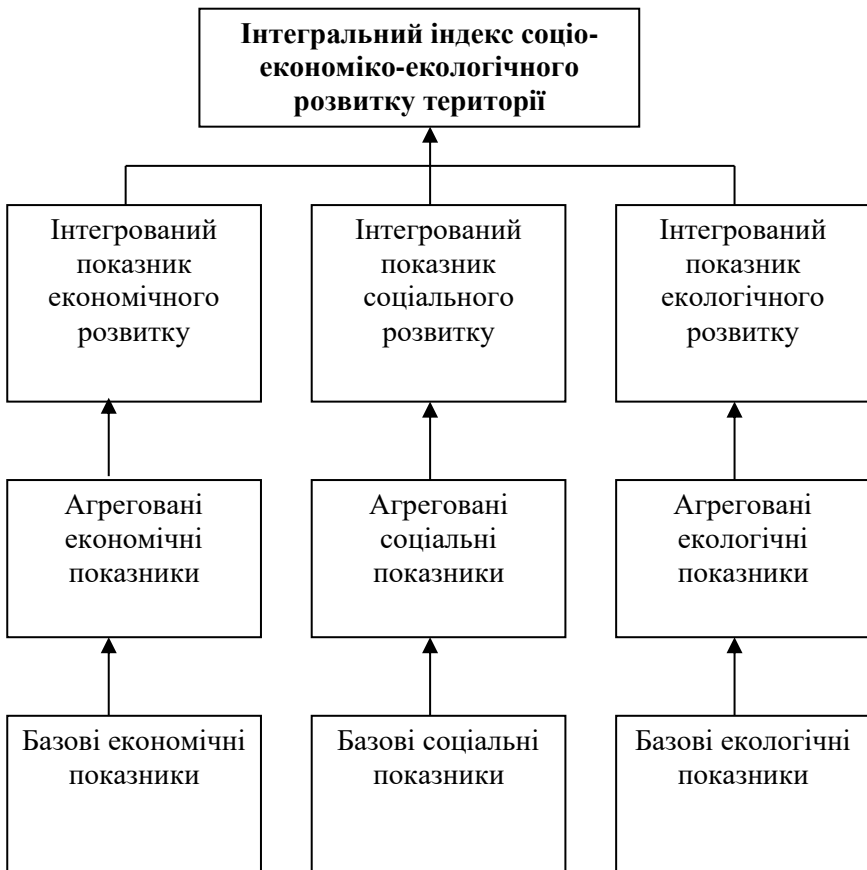 Інтегральний індекс соціо-
економіко-екологічного
розвитку території
Інтегрований
показник
економічного
розвитку
Інтегрований
показник
соціального
розвитку
Інтегрований
показник
екологічного
розвитку
Агреговані
економічні
показники
Агреговані
соціальні
показники
Агреговані
екологічні
показники
Базові економічні
показники
Базові соціальні
показники
Базові екологічні
показники